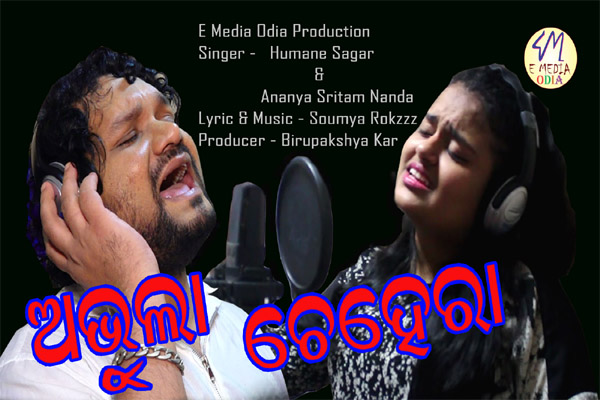 E Media Odia Production
Singer - Humane Sagar
&
Ananya Sritam Nanda
Lyric & Music - Soumya Rokzzz
Producer - Birupakshya Kar
EM
E MEDIA
ODIA
ଅଭୁଲା ଚେହେରା